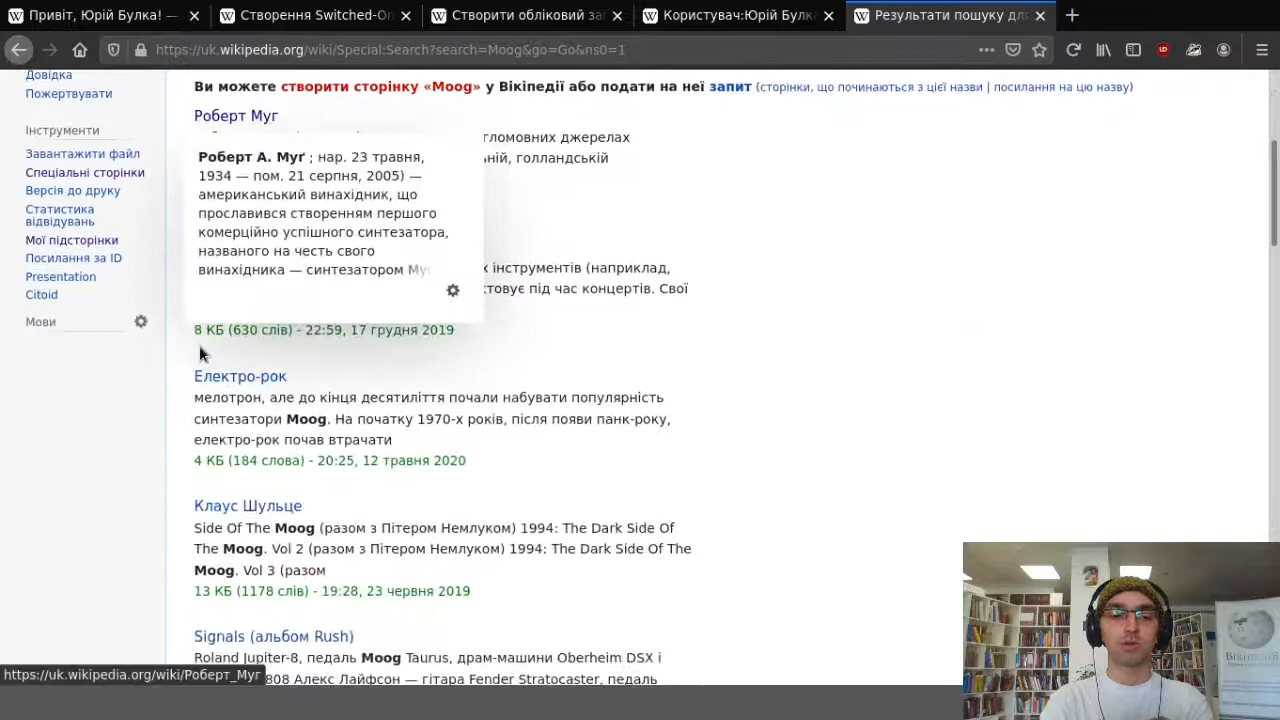 Привіт, Юрій Булка! —
Створення Switched-On
Створити обліковий за
Користувач:Юрій Булка
Результати пошуку для
https://uk.wikipedia.org/wiki/Special:Search?search=Moog&go=Go&ns0=1
Довідка
Пожертвувати
Інструменти
Завантажити файл
Спеціальні сторінки
Версія до друку
Статистика
відвідувань
Мої підсторінки
Посилання за ID
Presentation
Citoid
Мови
Ви можете створити сторінку «Moog» у Вікіпедії або подати на неї запит (сторінки, що починаються з цієї назви | посилання на цю назву)
Роберт Муг
гломовних джерелах
ній, голландській
Роберт А. Муґ ; нар. 23 травня,
1934 — пом. 21 серпня, 2005) —
американський винахідник, що
прославився створенням першого
комерційно успішного синтезатора,
названого на честь свого
винахідника — синтезатором
інструментів (наприклад,
стовує під час концертів. Свої
8 КБ (630 слів) - 22:59, 17 грудня 2019
Електро-рок
мелотрон, але до кінця десятиліття почали набувати популярність
синтезатори Moog. На початку 1970-х років, після появи панк-року,
електро-рок почав втрачати
4 КБ (184 слова) - 20:25, 12 травня 2020
Клаус Шульце
Side Of The Moog (разом з Пітером Немлуком) 1994: The Dark Side Of
The Moog. Vol 2 (разом з Пітером Немлуком) 1994: The Dark Side Of The
Moog. Vol 3 (разом
13 КБ (1178 слів) - 19:28, 23 червня 2019
Signals (альбом Rush)
Roland Jupiter-8, педаль Moog Taurus, драм-машини Oberheim DSX і
808 Алекс Лайфсон — гітара Fender Stratocaster, педаль
https://uk.wikipedia.org/wiki/Роберт_Муг